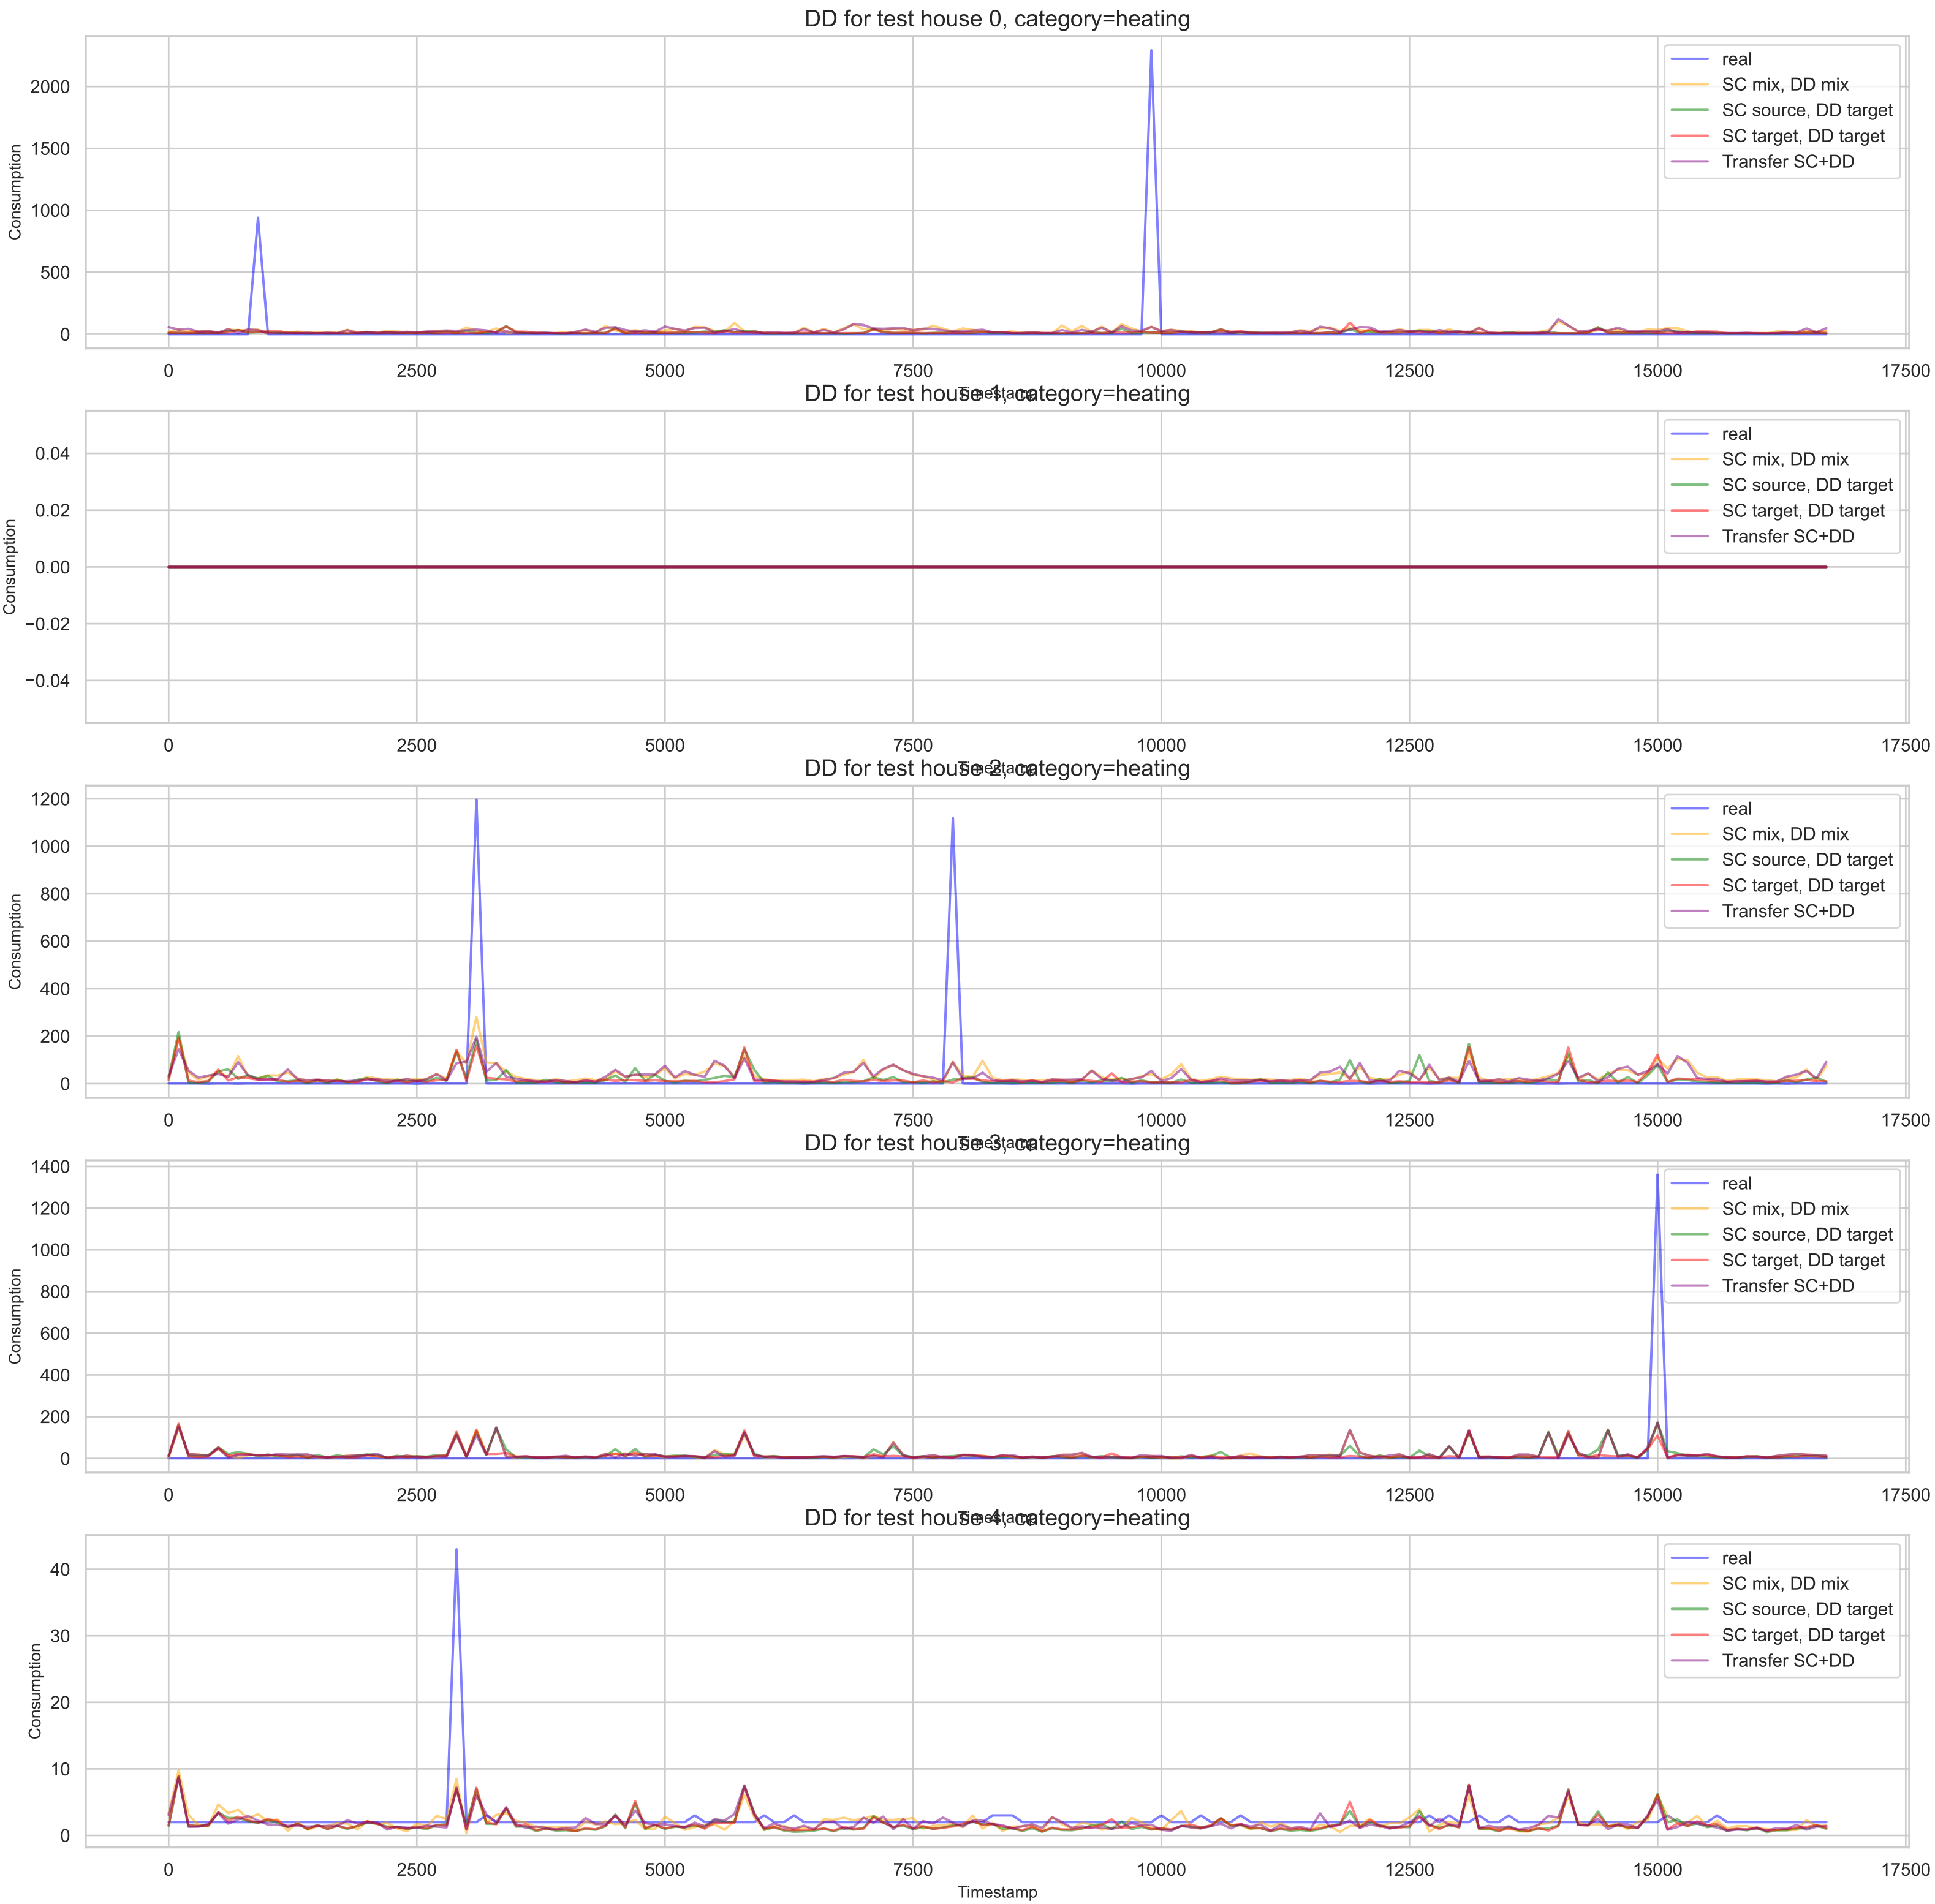 DD for test house 0, category=heating
Consumption
2000
1500
1000
500
0
real
SC mix, DD mix
SC source, DD target
SC target, DD target
Transfer SC+DD
0 2500 5000 7500 10000 12500 15000 17500
Timestamp
DD for test house 1, category=heating
Consumption
0.04
0.02
0.00
−0.02
−0.04
real
SC mix, DD mix
SC source, DD target
SC target, DD target
Transfer SC+DD
0 2500 5000 7500 10000 12500 15000 17500
Timestamp
DD for test house 2, category=heating
Consumption
1200
1000
800
600
400
200
0
real
SC mix, DD mix
SC source, DD target
SC target, DD target
Transfer SC+DD
0 2500 5000 7500 10000 12500 15000 17500
Timestamp
DD for test house 3, category=heating
Consumption
1400
1200
1000
800
600
400
200
0
real
SC mix, DD mix
SC source, DD target
SC target, DD target
Transfer SC+DD
0 2500 5000 7500 10000 12500 15000 17500
Timestamp
DD for test house 4, category=heating
Consumption
40
30
20
10
0
real
SC mix, DD mix
SC source, DD target
SC target, DD target
Transfer SC+DD
0 2500 5000 7500 10000 12500 15000 17500
Timestamp